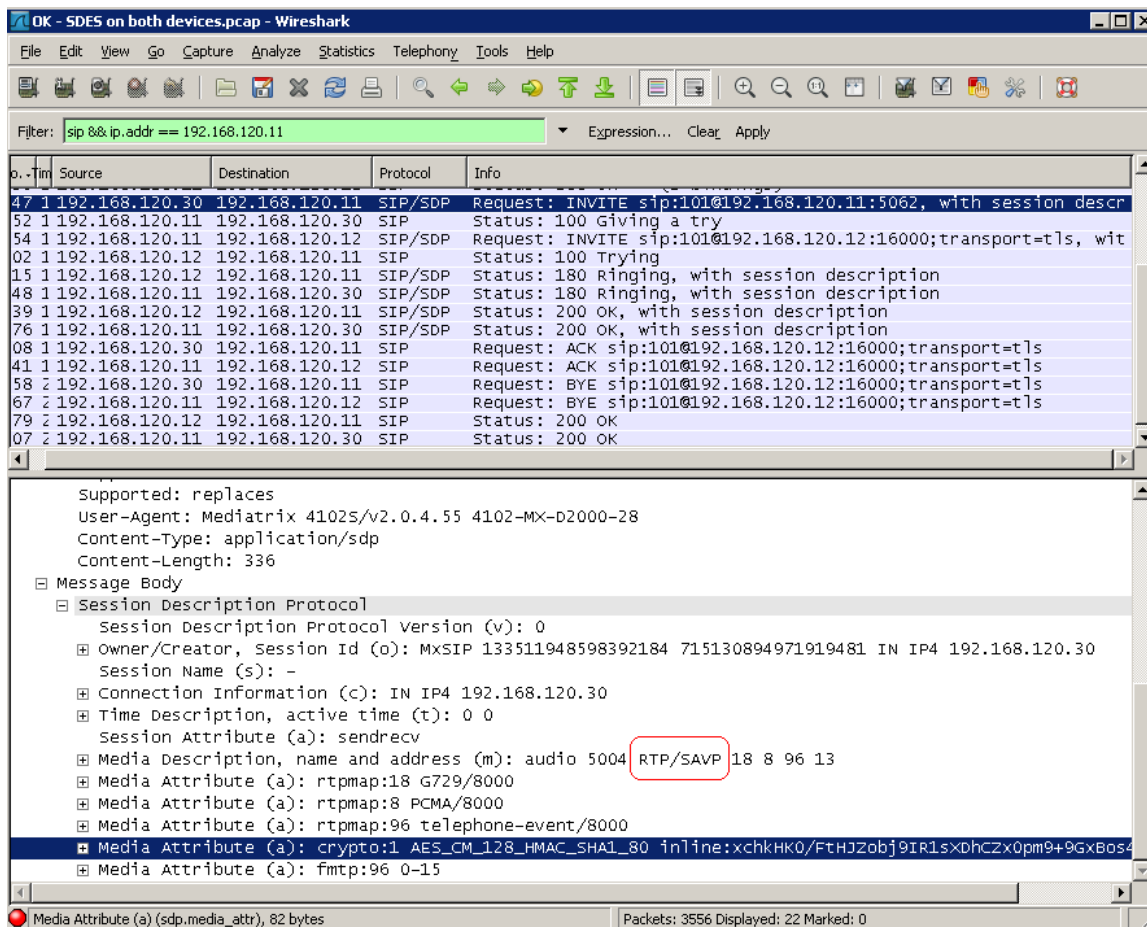 OK - SDES on both devices.pcap - Wireshark
File Edit View Go Capture Analyze Statistics Telephony Tools Help
Filter: sip && ip.addr == 192.168.120.11 Expression... Clear Apply
o. Tim Source Destination Protocol Info
47 1 192.168.120.30 192.168.120.11 SIP/SDP Request: INVITE sip:101@192.168.120.11:5062, with session descr
52 1 192.168.120.11 192.168.120.30 SIP Status: 100 Giving a try
54 1 192.168.120.11 192.168.120.12 SIP/SDP Request: INVITE sip:101@192.168.120.12:16000;transport=tls, wit
02 1 192.168.120.12 192.168.120.11 SIP Status: 100 Trying
15 1 192.168.120.12 192.168.120.11 SIP/SDP Status: 180 Ringing, with session description
48 1 192.168.120.11 192.168.120.30 SIP/SDP Status: 180 Ringing, with session description
39 1 192.168.120.12 192.168.120.11 SIP/SDP Status: 200 OK, with session description
76 1 192.168.120.11 192.168.120.30 SIP/SDP Status: 200 OK, with session description
08 1 192.168.120.30 192.168.120.11 SIP Request: ACK sip:101@192.168.120.12:16000;transport=tls
41 1 192.168.120.11 192.168.120.12 SIP Request: ACK sip:101@192.168.120.12:16000;transport=tls
58 2 192.168.120.30 192.168.120.11 SIP Request: BYE sip:101@192.168.120.12:16000;transport=tls
67 2 192.168.120.11 192.168.120.12 SIP Request: BYE sip:101@192.168.120.12:16000;transport=tls
79 2 192.168.120.12 192.168.120.11 SIP Status: 200 OK
07 2 192.168.120.11 192.168.120.30 SIP Status: 200 OK
Supported: replaces
User-Agent: Mediatrix 4102S/v2.0.4.55 4102-MX-D2000-28
Content-Type: application/sdp
Content-Length: 336
Message Body
Session Description Protocol
Session Description Protocol Version (v): 0
Owner/Creator, Session Id (o): MxSIP 133511948598392184 715130894971919481 IN IP4 192.168.120.30
Session Name (s): -
Connection Information (c): IN IP4 192.168.120.30
Time Description, active time (t): 0 0
Session Attribute (a): sendrecv
Media Description, name and address (m): audio 5004 RTP/SAVP 18 8 96 13
Media Attribute (a): rtpmap:18 G729/8000
Media Attribute (a): rtpmap:8 PCMA/8000
Media Attribute (a): rtpmap:96 telephone-event/8000
Media Attribute (a): crypto:1 AES_CM_128_HMAC_SHA1_80 inline:xchkHK0/FtHJZobj9IR1sXDhCZx0pm9+9GxBos4
Media Attribute (a): fmtp:96 0-15
Media Attribute (a) (sdp.media_attr), 82 bytes Packets: 3556 Displayed: 22 Marked: 0